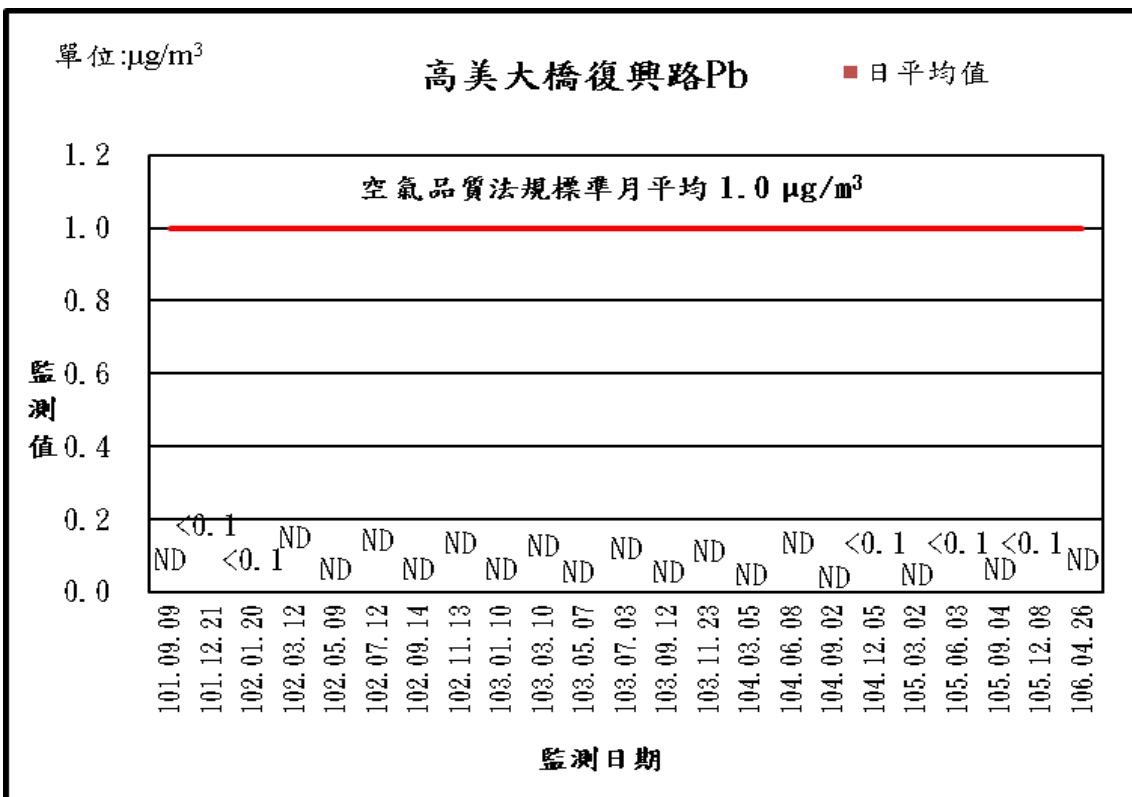 單位:μg/m³
高美大橋復興路Pb
日平均值
空氣品質法規標準月平均 1.0 μg/m³
1.2
1.0
0.8
0.6
0.4
0.2
0.0
監測值
ND
<0.1
<0.1
ND
ND
ND
ND
ND
ND
ND
ND
ND
ND
ND
ND
ND
ND
<0.1
ND
<0.1
ND
<0.1
ND
101.09.09
101.12.21
102.01.20
102.03.12
102.05.09
102.07.12
102.09.14
102.11.13
103.01.10
103.03.10
103.05.07
103.07.03
103.09.12
103.11.23
104.03.05
104.06.08
104.09.02
104.12.05
105.03.02
105.06.03
105.09.04
105.12.08
106.04.26
監測日期